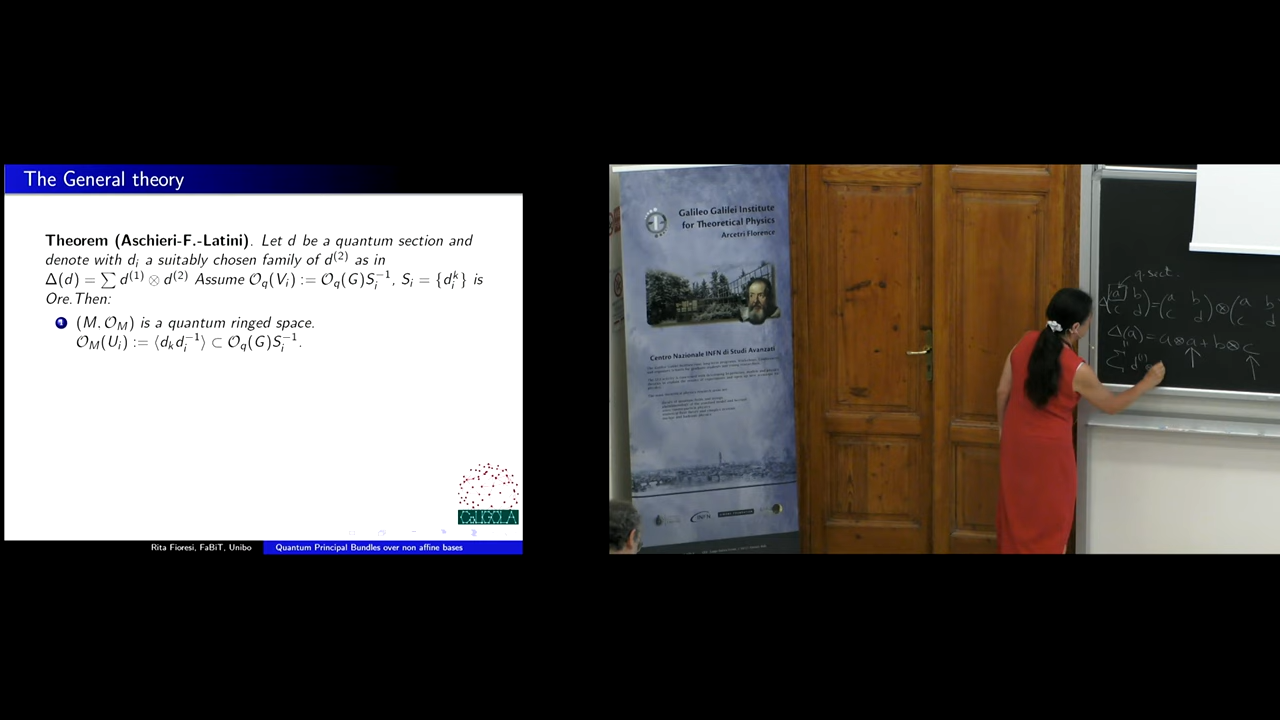 The General theory
Theorem (Aschieri-F.-Latini). Let d be a quantum section and
denote with d_i a suitably chosen family of d^(2) as in
Δ(d) = ∑ d^(1) ⊗ d^(2) Assume O_q(V_i) := O_q(G)S_i^{-1}, S_i = {d_i^k} is
Ore.Then:
1 (M, O_M) is a quantum ringed space.
O_M(U_i) := ⟨d_k d_i^{-1}⟩ ⊂ O_q(G)S_i^{-1}.
CaLIGOLA
Rita Fioresi, FaBiT, Unibo
Quantum Principal Bundles over non affine bases
Galileo Galilei Institute
for Theoretical Physics
Arcetri Florence
Centro Nazionale INFN di Studi Avanzati
q. sect.
Δ(a b c d) = (a b c d) ⊗ (a b c d
Δ(a) = a⊗a + b⊗c
∑ d^(1)